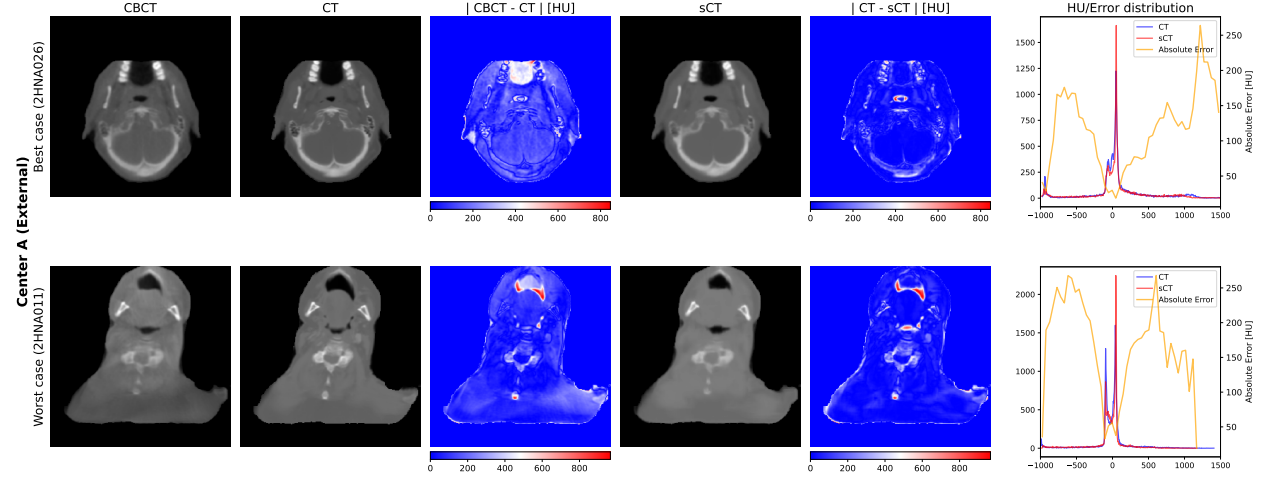 CBCT
CT
| CBCT - CT | [HU]
sCT
| CT - sCT | [HU]
HU/Error distribution
Center A (External)
Best case (2HNA026)
0 200 400 600 800
0 200 400 600 800
CT
sCT
Absolute Error
1750
1500
1250
1000
750
500
250
0
−1000 −500 0 500 1000 1500
250
200
150
100
50
Absolute Error [HU]
Worst case (2HNA011)
0 200 400 600 800
0 200 400 600 800
CT
sCT
Absolute Error
2000
1500
1000
500
0
−1000 −500 0 500 1000 1500
250
200
150
100
50
Absolute Error [HU]